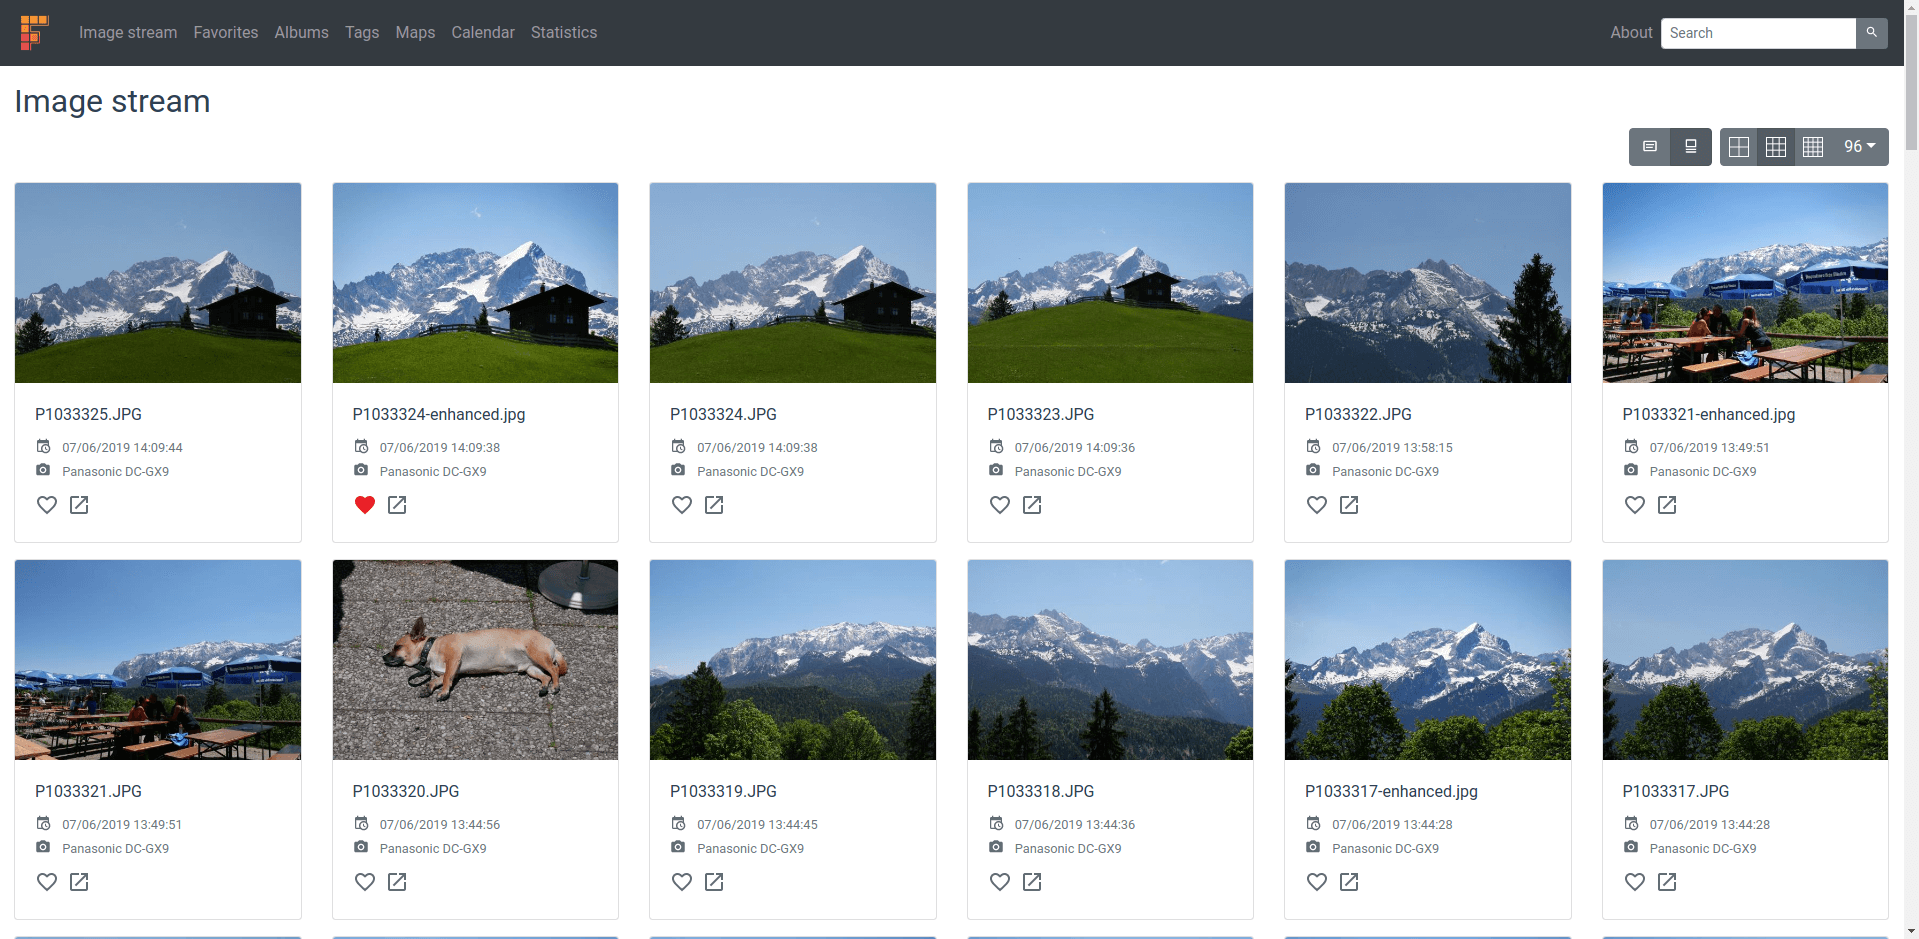 Image stream Favorites Albums Tags Maps Calendar Statistics About Search
Image stream
96
P1033325.JPG
07/06/2019 14:09:44
Panasonic DC-GX9
P1033324-enhanced.jpg
07/06/2019 14:09:38
Panasonic DC-GX9
P1033324.JPG
07/06/2019 14:09:38
Panasonic DC-GX9
P1033323.JPG
07/06/2019 14:09:36
Panasonic DC-GX9
P1033322.JPG
07/06/2019 13:58:15
Panasonic DC-GX9
P1033321-enhanced.jpg
07/06/2019 13:49:51
Panasonic DC-GX9
P1033321.JPG
07/06/2019 13:49:51
Panasonic DC-GX9
P1033320.JPG
07/06/2019 13:44:56
Panasonic DC-GX9
P1033319.JPG
07/06/2019 13:44:45
Panasonic DC-GX9
P1033318.JPG
07/06/2019 13:44:36
Panasonic DC-GX9
P1033317-enhanced.jpg
07/06/2019 13:44:28
Panasonic DC-GX9
P1033317.JPG
07/06/2019 13:44:28
Panasonic DC-GX9